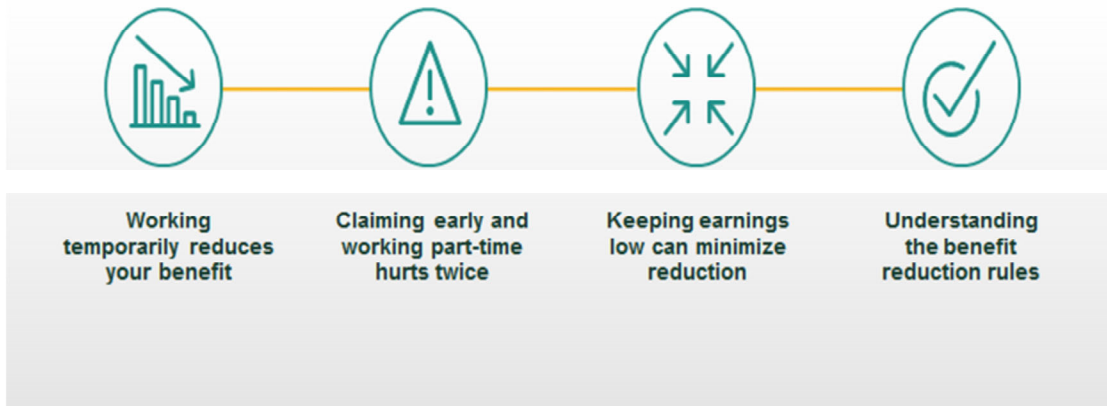 Working
temporarily reduces
your benefit
Claiming early and
working part-time
hurts twice
Keeping earnings
low can minimize
reduction
Understanding
the benefit
reduction rules